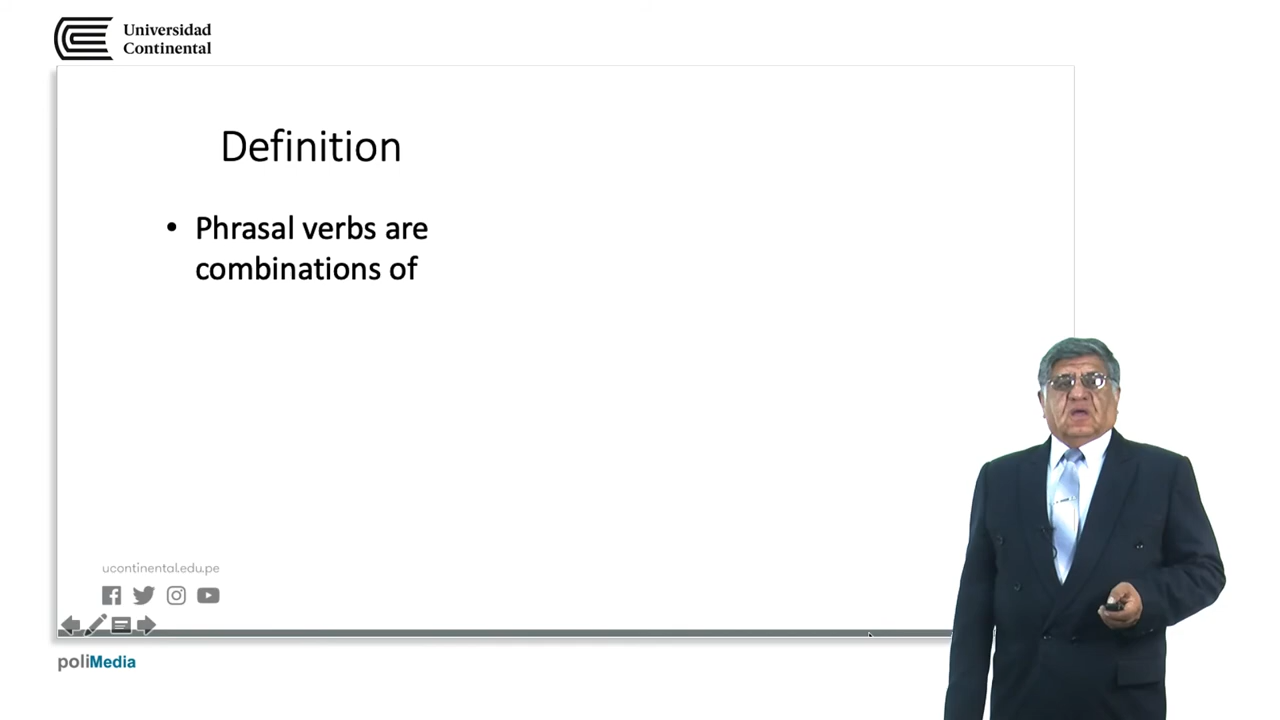 Universidad
Continental
Definition
• Phrasal verbs are
combinations of
ucontinental.edu.pe
poliMedia